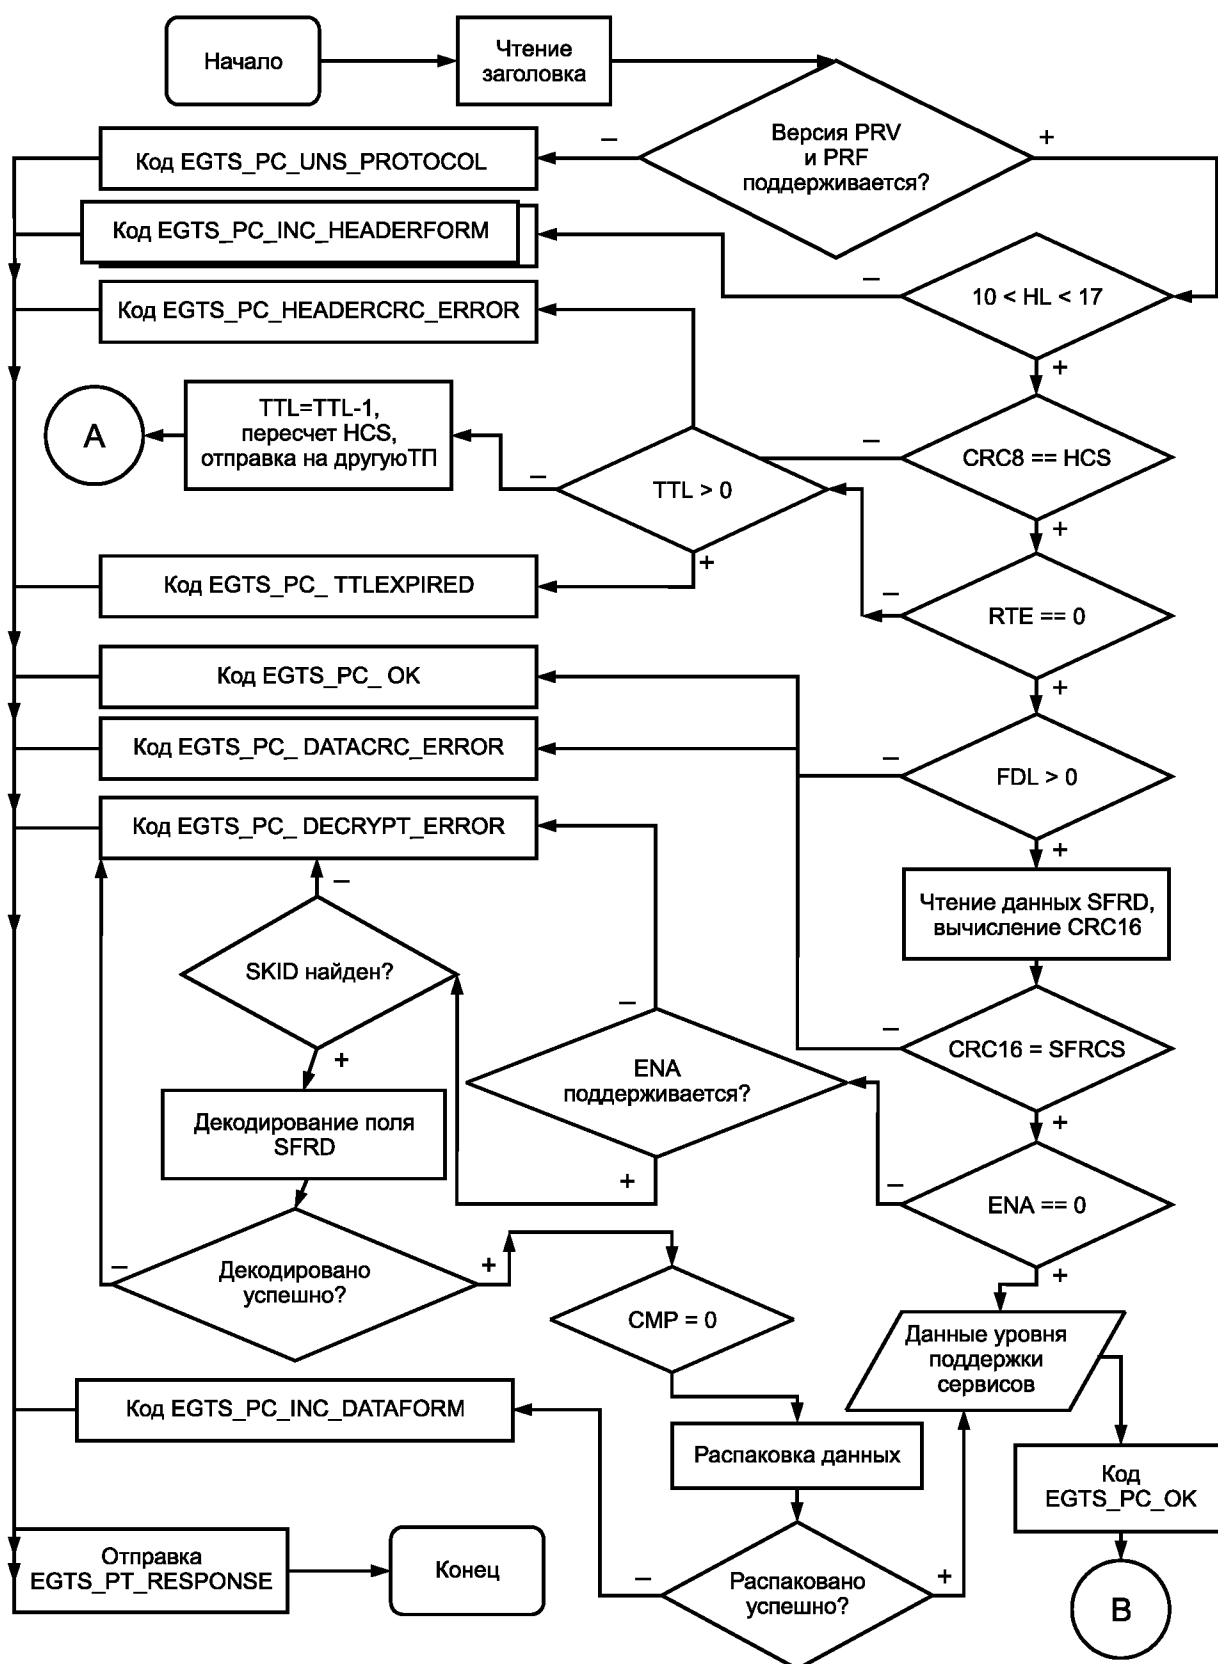 Начало
Чтение
заголовка
Версия PRV
и PRF
поддерживается?
–
+
Код EGTS_PC_UNS_PROTOCOL
Код EGTS_PC_INC_HEADERFORM
–
10 < HL < 17
Код EGTS_PC_HEADERCRC_ERROR
+
A
TTL=TTL-1,
пересчет HCS,
отправка на другуюТП
–
TTL > 0
–
CRC8 == HCS
+
+
Код EGTS_PC_ TTLEXPIRED
–
RTE == 0
+
Код EGTS_PC_ OK
Код EGTS_PC_ DATACRC_ERROR
–
FDL > 0
+
Код EGTS_PC_ DECRYPT_ERROR
–
Чтение данных SFRD,
вычисление CRC16
SKID найден?
–
–
CRC16 = SFRCS
+
ENA
поддерживается?
+
Декодирование поля
SFRD
+
–
ENA == 0
+
–
Декодировано
успешно?
+
CMP = 0
Данные уровня
поддержки
сервисов
Код EGTS_PC_INC_DATAFORM
Распаковка данных
Код
EGTS_PC_OK
Отправка
EGTS_PT_RESPONSE
Конец
–
Распаковано
успешно?
+
B